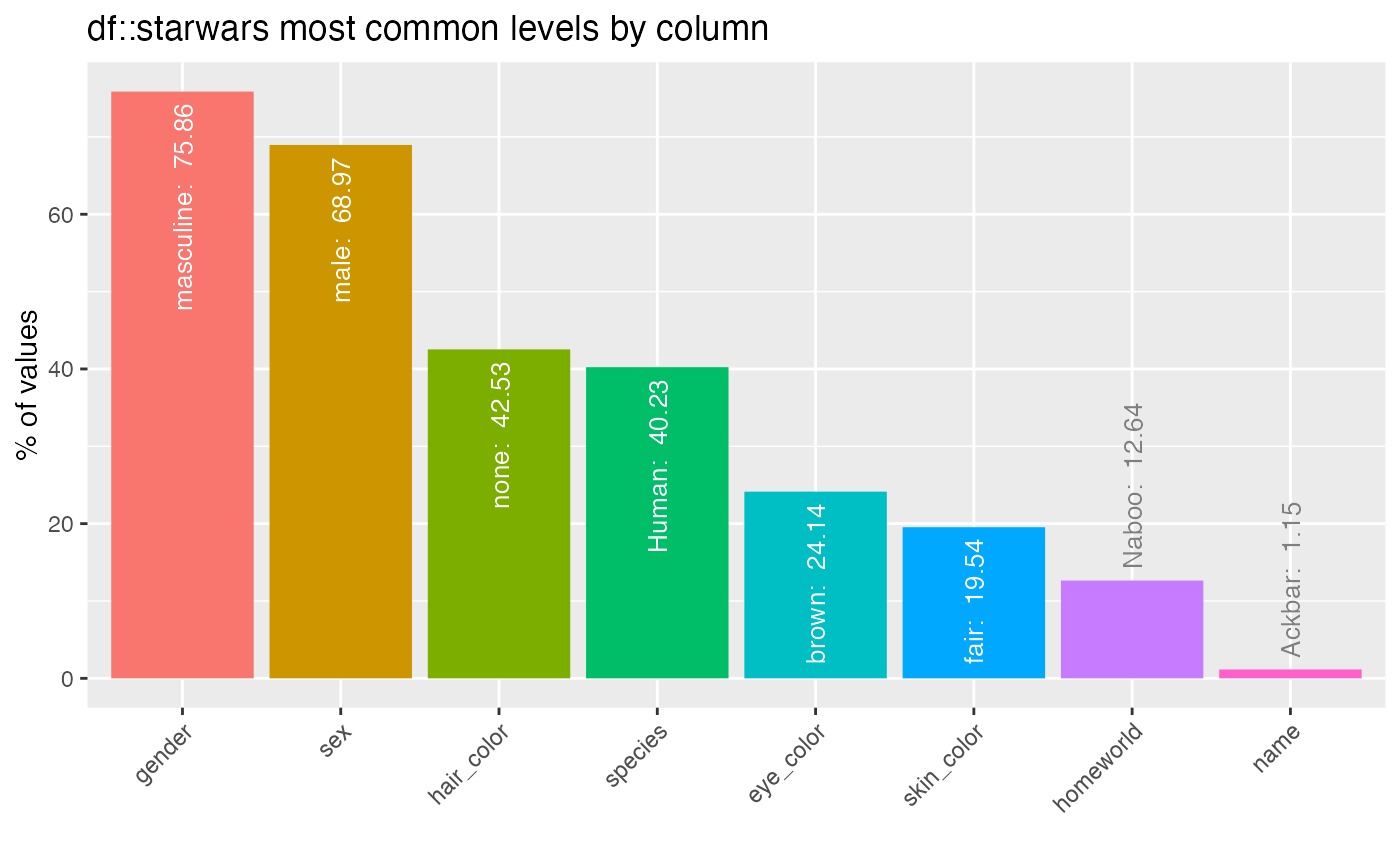 df::starwars most common levels by column
% of values
60
40
20
0
masculine: 75.86
male: 68.97
none: 42.53
Human: 40.23
brown: 24.14
fair: 19.54
Naboo: 12.64
Ackbar: 1.15
gender
sex
hair_color
species
eye_color
skin_color
homeworld
name